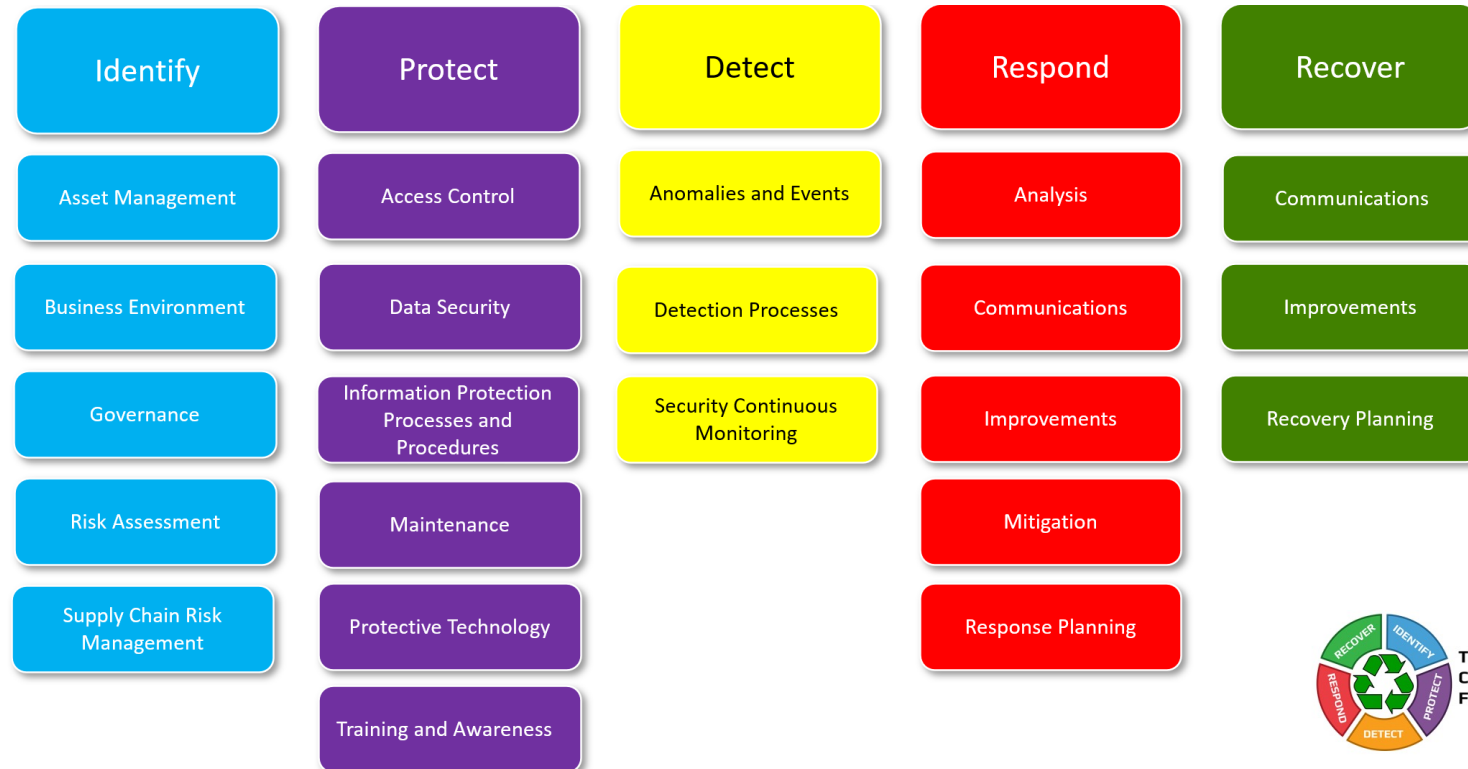 Identify
Asset Management
Business Environment
Governance
Risk Assessment
Supply Chain Risk
Management
Protect
Access Control
Data Security
Information Protection
Processes and
Procedures
Maintenance
Protective Technology
Training and Awareness
Detect
Anomalies and Events
Detection Processes
Security Continuous
Monitoring
Respond
Analysis
Communications
Improvements
Mitigation
Response Planning
Recover
Communications
Improvements
Recovery Planning
RECOVER
IDENTIFY
PROTECT
DETECT
RESPOND
T
C
F